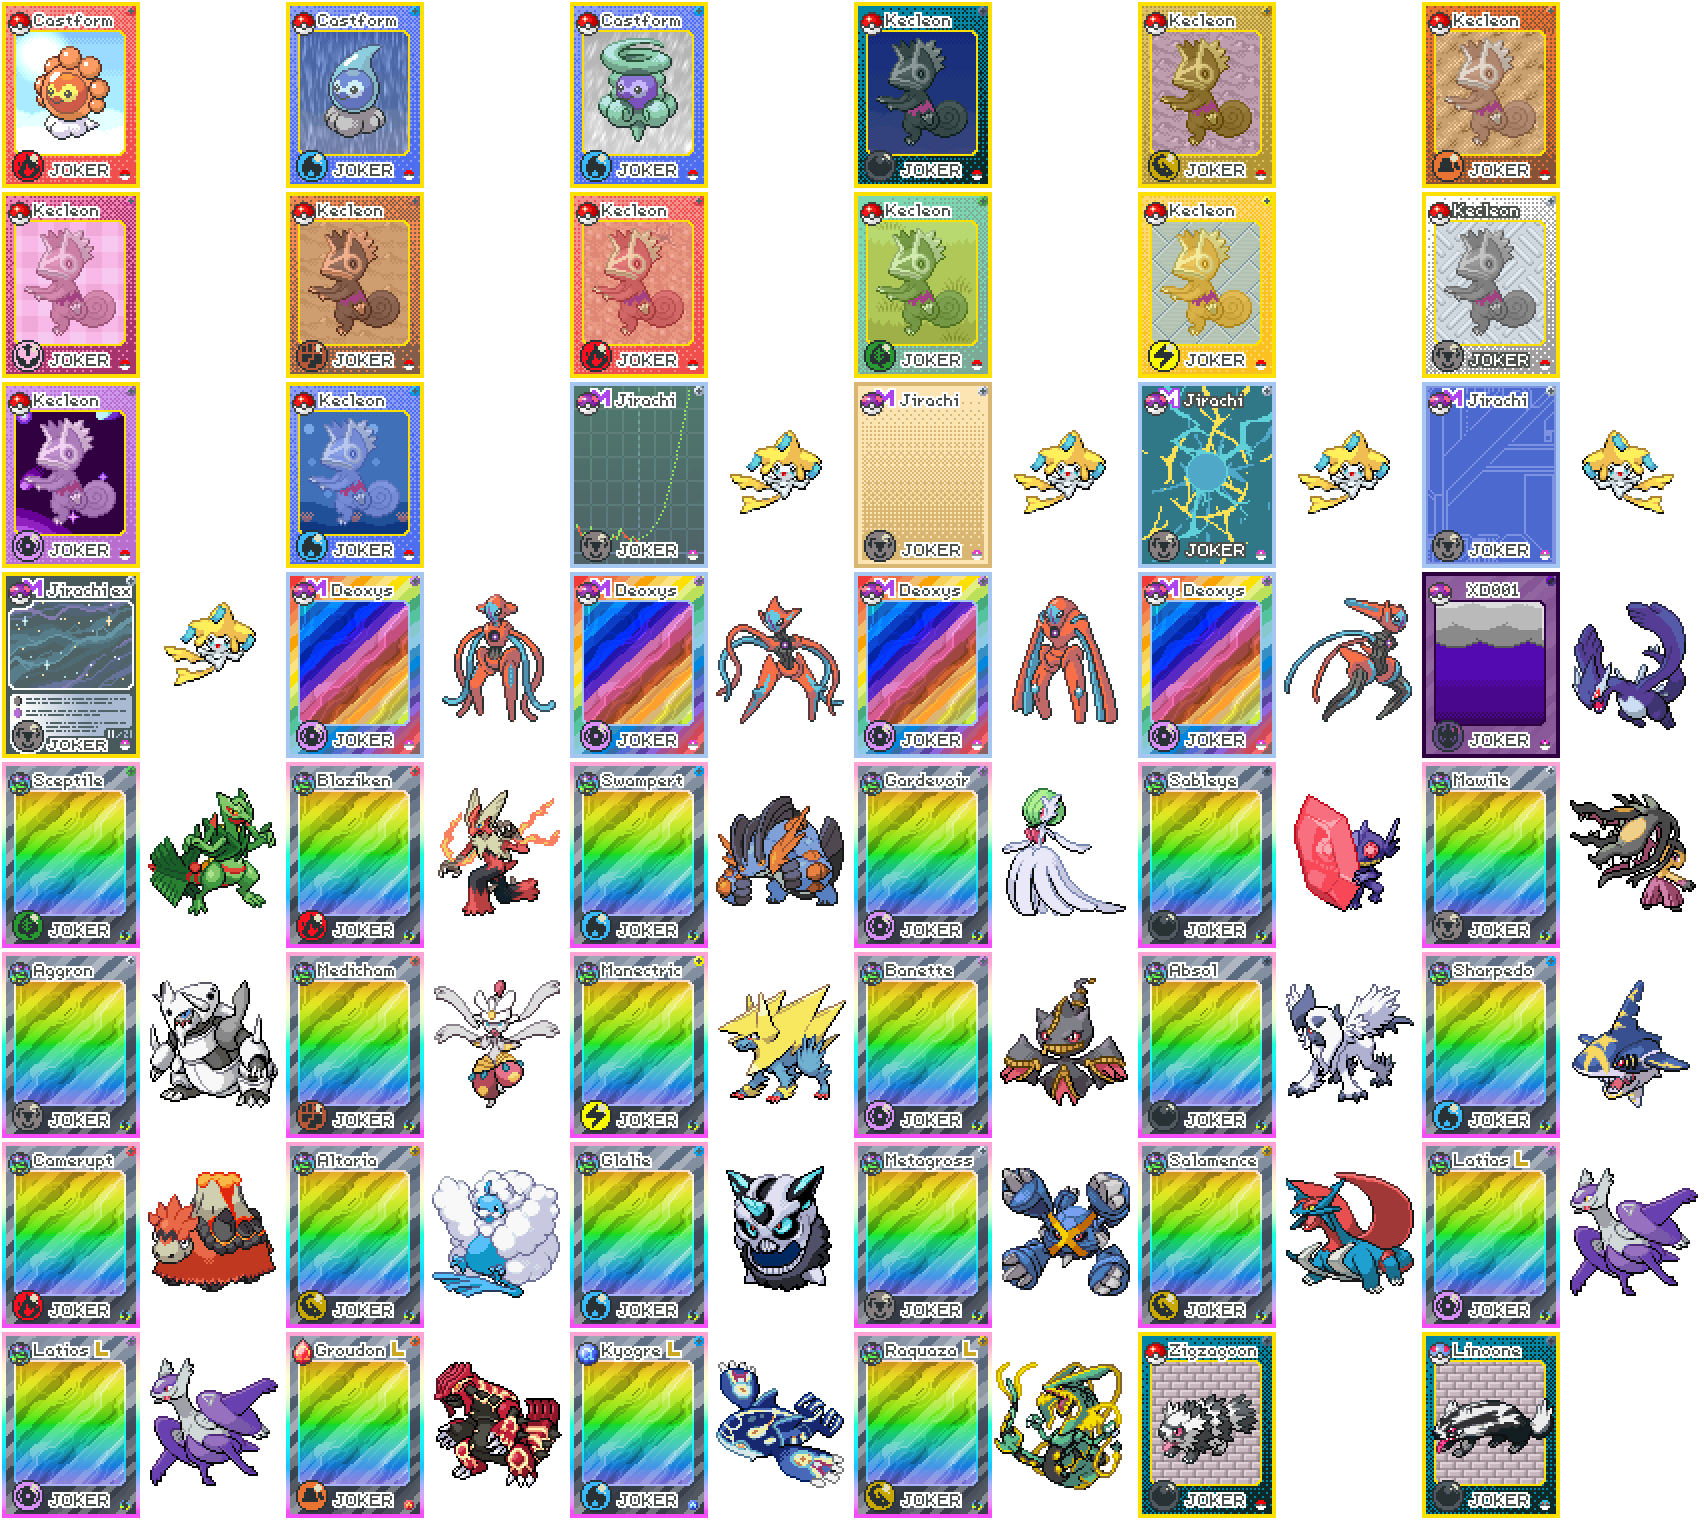 Castform
JOKER
Castform
JOKER
Castform
JOKER
Kecleon
JOKER
Kecleon
JOKER
Kecleon
JOKER
Kecleon
JOKER
Kecleon
JOKER
Kecleon
JOKER
Kecleon
JOKER
Kecleon
JOKER
Kecleon
JOKER
Kecleon
JOKER
Kecleon
JOKER
M Jirachi
JOKER
M Jirachi
JOKER
M Jirachi
JOKER
M Jirachi
JOKER
M Jirachi ex
11/21
JOKER
M Deoxys
JOKER
M Deoxys
JOKER
M Deoxys
JOKER
M Deoxys
JOKER
XD001
JOKER
Sceptile
JOKER
Blaziken
JOKER
Swampert
JOKER
Gardevoir
JOKER
Sableye
JOKER
Mawile
JOKER
Aggron
JOKER
Medicham
JOKER
Manectric
JOKER
Banette
JOKER
Absol
JOKER
Sharpedo
JOKER
Camerupt
JOKER
Altaria
JOKER
Glalie
JOKER
Metagross
JOKER
Salamence
JOKER
Latias L
JOKER
Latios L
JOKER
Groudon L
JOKER
Kyogre L
JOKER
Rayquaza L
JOKER
Zigzagoon
JOKER
Linoone
JOKER